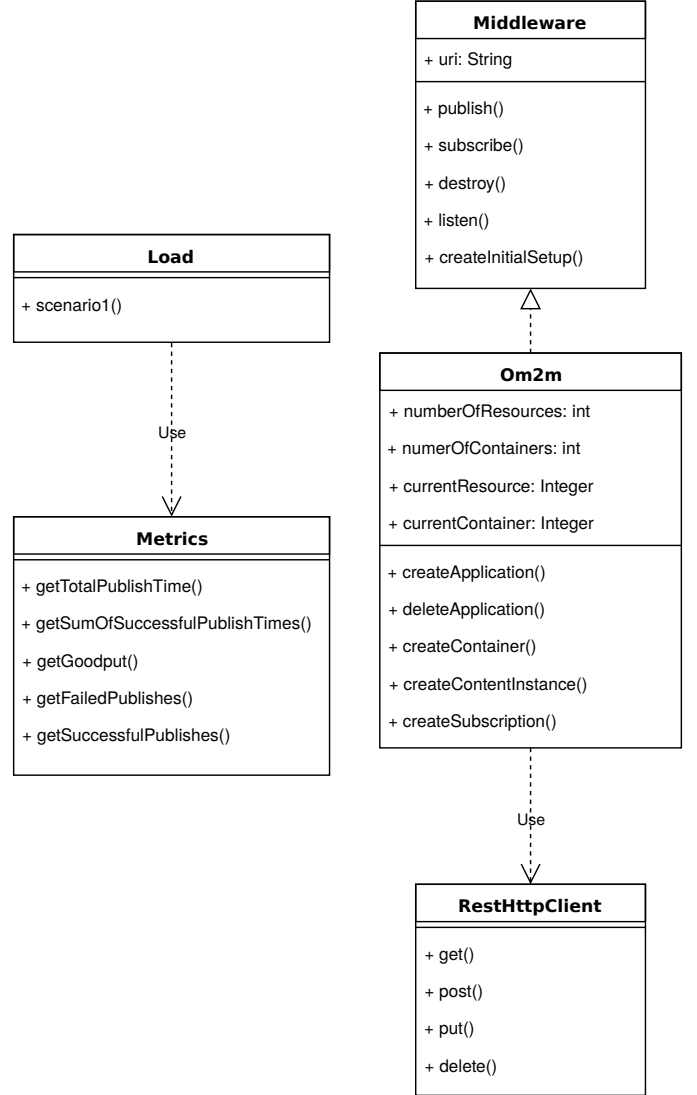 Middleware
+ uri: String
+ publish()
+ subscribe()
+ destroy()
+ listen()
+ createInitialSetup()
Load
+ scenario1()
Use
Metrics
+ getTotalPublishTime()
+ getSumOfSuccessfulPublishTimes()
+ getGoodput()
+ getFailedPublishes()
+ getSuccessfulPublishes()
Om2m
+ numberOfResources: int
+ numerOfContainers: int
+ currentResource: Integer
+ currentContainer: Integer
+ createApplication()
+ deleteApplication()
+ createContainer()
+ createContentInstance()
+ createSubscription()
Use
RestHttpClient
+ get()
+ post()
+ put()
+ delete()